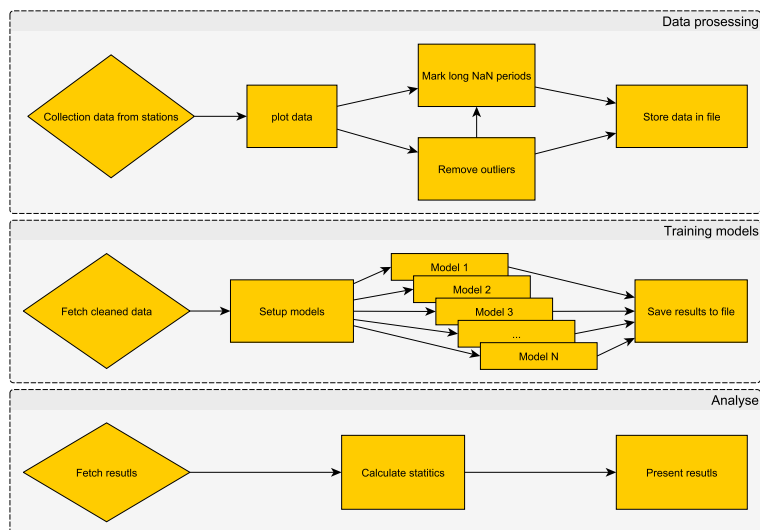 Data prosessing
Collection data from stations
plot data
Mark long NaN periods
Remove outliers
Store data in file
Training models
Fetch cleaned data
Setup models
Model 1
Model 2
Model 3
...
Model N
Save results to file
Analyse
Fetch resutls
Calculate statitics
Present resutls